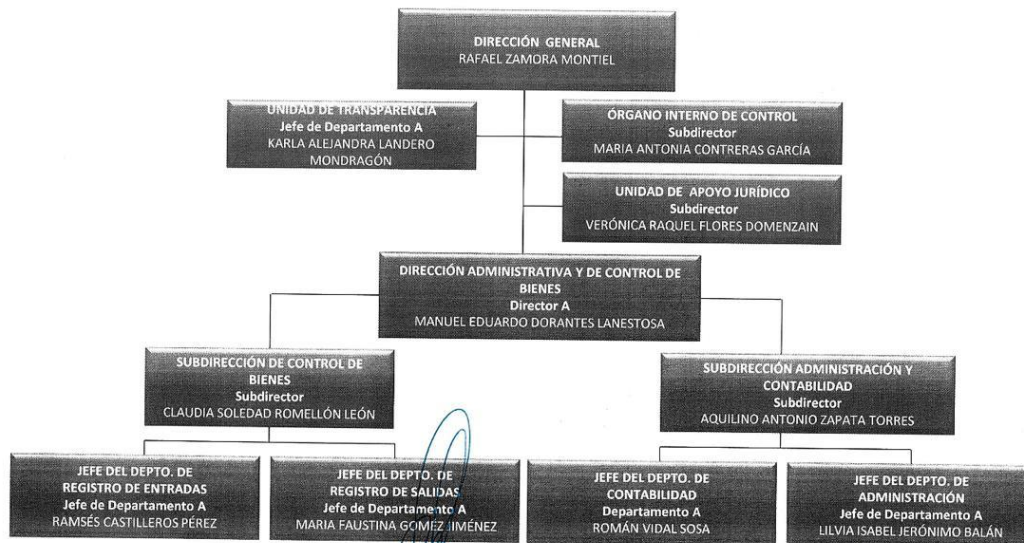 DIRECCIÓN GENERAL
RAFAEL ZAMORA MONTIEL
UNIDAD DE TRANSPARENCIA
Jefe de Departamento A
KARLA ALEJANDRA LANDERO
MONDRAGÓN
ÓRGANO INTERNO DE CONTROL
Subdirector
MARIA ANTONIA CONTRERAS GARCÍA
UNIDAD DE APOYO JURÍDICO
Subdirector
VERÓNICA RAQUEL FLORES DOMENZAIN
DIRECCIÓN ADMINISTRATIVA Y DE CONTROL DE
BIENES
Director A
MANUEL EDUARDO DORANTES LANESTOSA
SUBDIRECCIÓN DE CONTROL DE
BIENES
Subdirector
CLAUDIA SOLEDAD ROMELLÓN LEÓN
SUBDIRECCIÓN ADMINISTRACIÓN Y
CONTABILIDAD
Subdirector
AQUILINO ANTONIO ZAPATA TORRES
JEFE DEL DEPTO. DE
REGISTRO DE ENTRADAS
Jefe de Departamento A
RAMSÉS CASTILLEROS PÉREZ
JEFE DEL DEPTO. DE
REGISTRO DE SALIDAS
Jefe de Departamento A
MARIA FAUSTINA GOMEZ JIMÉNEZ
JEFE DEL DEPTO. DE
CONTABILIDAD
Departamento A
ROMÁN VIDAL SOSA
JEFE DEL DEPTO. DE
ADMINISTRACIÓN
Jefe de Departamento A
LILVIA ISABEL JERÓNIMO BALÁN